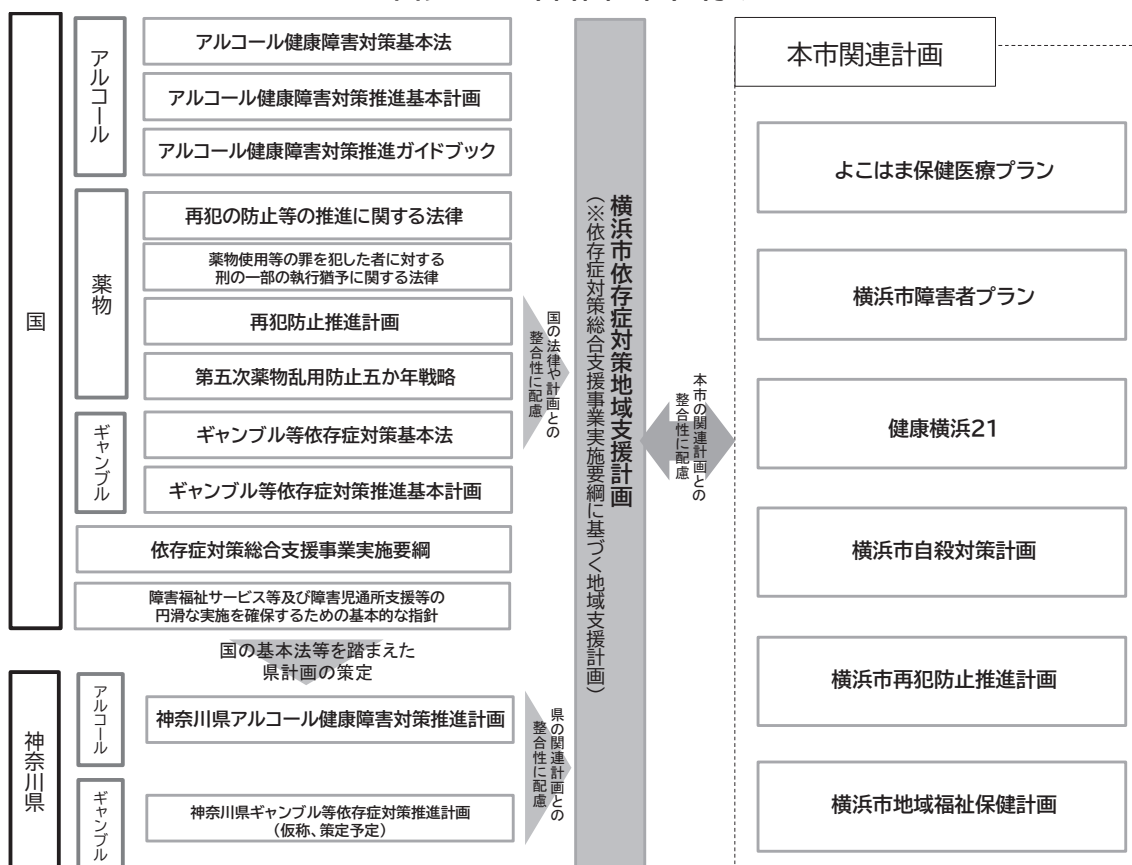 国
アルコール
アルコール健康障害対策基本法
アルコール健康障害対策推進基本計画
アルコール健康障害対策推進ガイドブック
薬物
再犯の防止等の推進に関する法律
薬物使用等の罪を犯した者に対する
刑の一部の執行猶予に関する法律
再犯防止推進計画
第五次薬物乱用防止五か年戦略
ギャンブル
ギャンブル等依存症対策基本法
ギャンブル等依存症対策推進基本計画
依存症対策総合支援事業実施要綱
障害福祉サービス等及び障害児通所支援等の
円滑な実施を確保するための基本的な指針
国の基本法等を踏まえた
県計画の策定
神奈川県
アルコール
神奈川県アルコール健康障害対策推進計画
ギャンブル
神奈川県ギャンブル等依存症対策推進計画
(仮称、策定予定)
国の法律や計画との
整合性に配慮
県の関連計画との
整合性に配慮
横浜市依存症対策地域支援計画
(※依存症対策総合支援事業実施要綱に基づく地域支援計画)
本市の関連計画との
整合性に配慮
本市関連計画
よこはま保健医療プラン
横浜市障害者プラン
健康横浜21
横浜市自殺対策計画
横浜市再犯防止推進計画
横浜市地域福祉保健計画